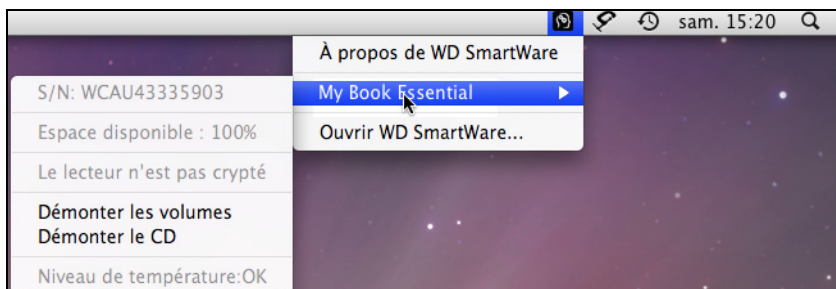 sam. 15:20
À propos de WD SmartWare
My Book Essential
Ouvrir WD SmartWare...
S/N: WCAU43335903
Espace disponible : 100%
Le lecteur n'est pas crypté
Démonter les volumes
Démonter le CD
Niveau de température:OK